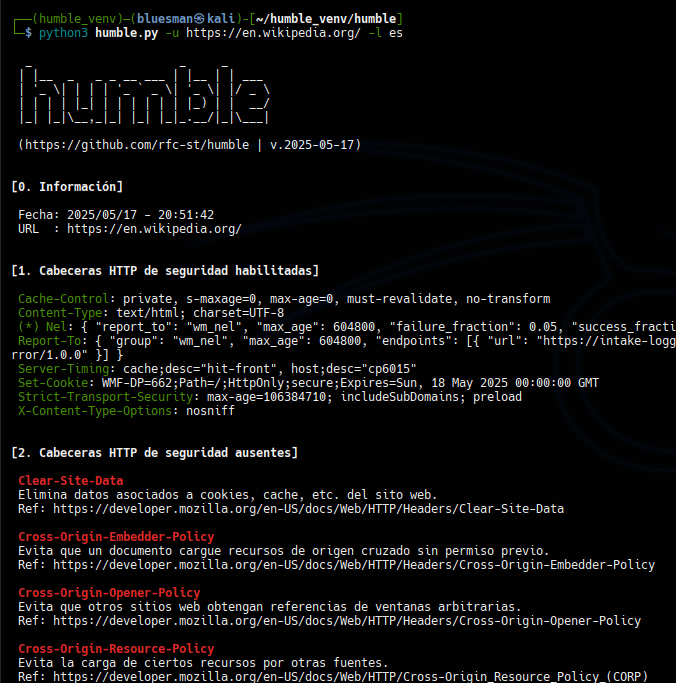 (humble_venv)-(bluesman㉿kali)-[~/humble_venv/humble]
$ python3 humble.py -u https://en.wikipedia.org/ -l es
humble
(https://github.com/rfc-st/humble | v.2025-05-17)
[0. Información]
Fecha: 2025/05/17 - 20:51:42
URL  : https://en.wikipedia.org/
[1. Cabeceras HTTP de seguridad habilitadas]
Cache-Control: private, s-maxage=0, max-age=0, must-revalidate, no-transform
Content-Type: text/html; charset=UTF-8
(*) Nel: { "report_to": "wm_nel", "max_age": 604800, "failure_fraction": 0.05, "success_fracti
Report-To: { "group": "wm_nel", "max_age": 604800, "endpoints": [{ "url": "https://intake-logg
rror/1.0.0" }] }
Server-Timing: cache;desc="hit-front", host;desc="cp6015"
Set-Cookie: WMF-DP=662;Path=/;HttpOnly;secure;Expires=Sun, 18 May 2025 00:00:00 GMT
Strict-Transport-Security: max-age=106384710; includeSubDomains; preload
X-Content-Type-Options: nosniff
[2. Cabeceras HTTP de seguridad ausentes]
Clear-Site-Data
Elimina datos asociados a cookies, cache, etc. del sito web.
Ref: https://developer.mozilla.org/en-US/docs/Web/HTTP/Headers/Clear-Site-Data
Cross-Origin-Embedder-Policy
Evita que un documento cargue recursos de origen cruzado sin permiso previo.
Ref: https://developer.mozilla.org/en-US/docs/Web/HTTP/Headers/Cross-Origin-Embedder-Policy
Cross-Origin-Opener-Policy
Evita que otros sitios web obtengan referencias de ventanas arbitrarias.
Ref: https://developer.mozilla.org/en-US/docs/Web/HTTP/Headers/Cross-Origin-Opener-Policy
Cross-Origin-Resource-Policy
Evita la carga de ciertos recursos por otras fuentes.
Ref: https://developer.mozilla.org/en-US/docs/Web/HTTP/Cross-Origin_Resource_Policy_(CORP)